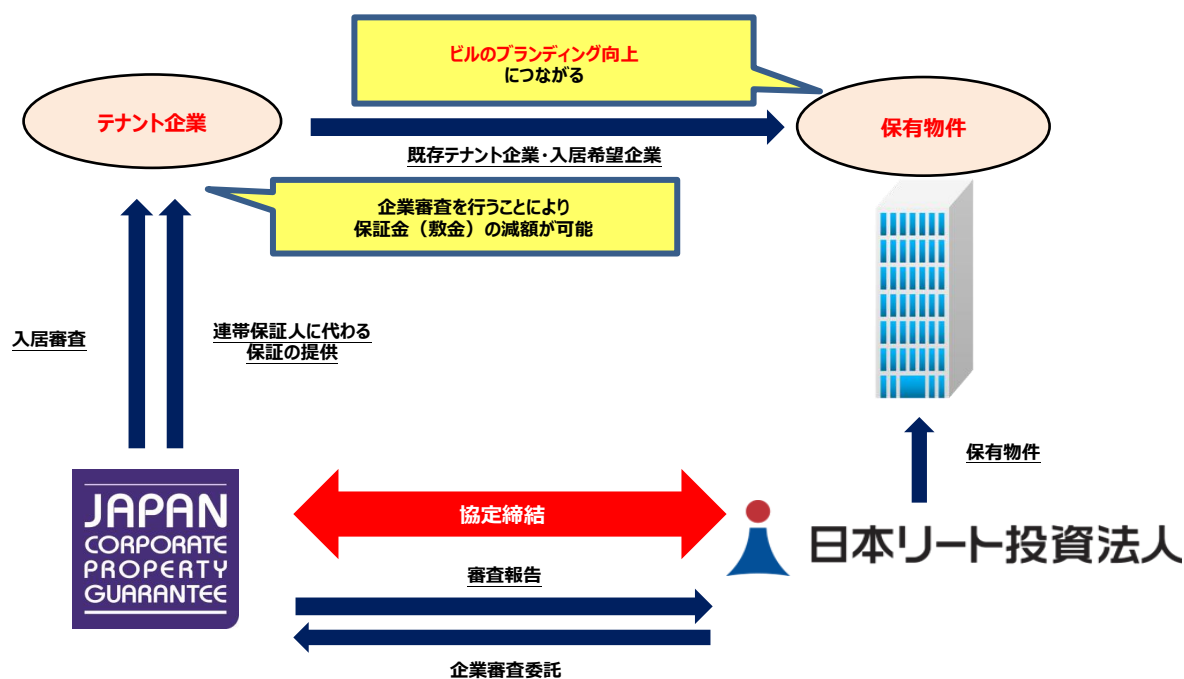 ビルのブランディング向上
につながる
テナント企業
保有物件
既存テナント企業・入居希望企業
企業審査を行うことにより
保証金（敷金）の減額が可能
入居審査
連帯保証人に代わる
保証の提供
保有物件
JAPAN
CORPORATE
PROPERTY
GUARANTEE
協定締結
日本リート投資法人
審査報告
企業審査委託